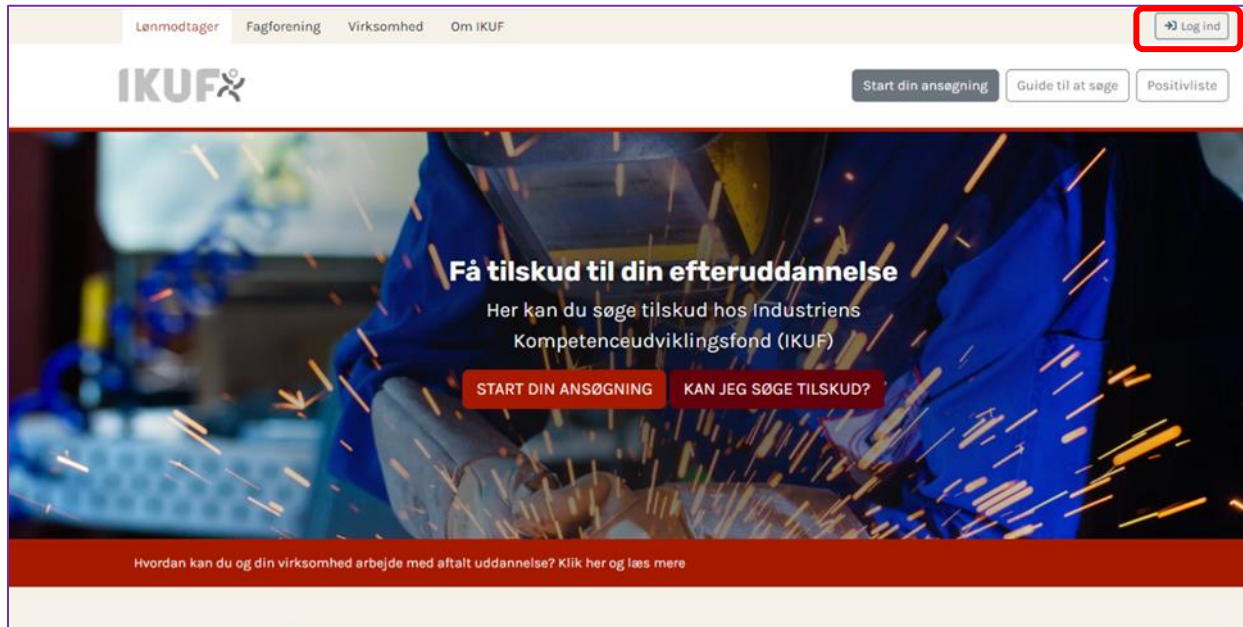 Lønmodtager Fagforening Virksomhed Om IKUF Log ind
IKUF
Start din ansøgning Guide til at søge Positivliste
Få tilskud til din efteruddannelse
Her kan du søge tilskud hos Industriens
Kompetenceudviklingsfond (IKUF)
START DIN ANSØGNING KAN JEG SØGE TILSKUD?
Hvordan kan du og din virksomhed arbejde med aftalt uddannelse? Klik her og læs mere